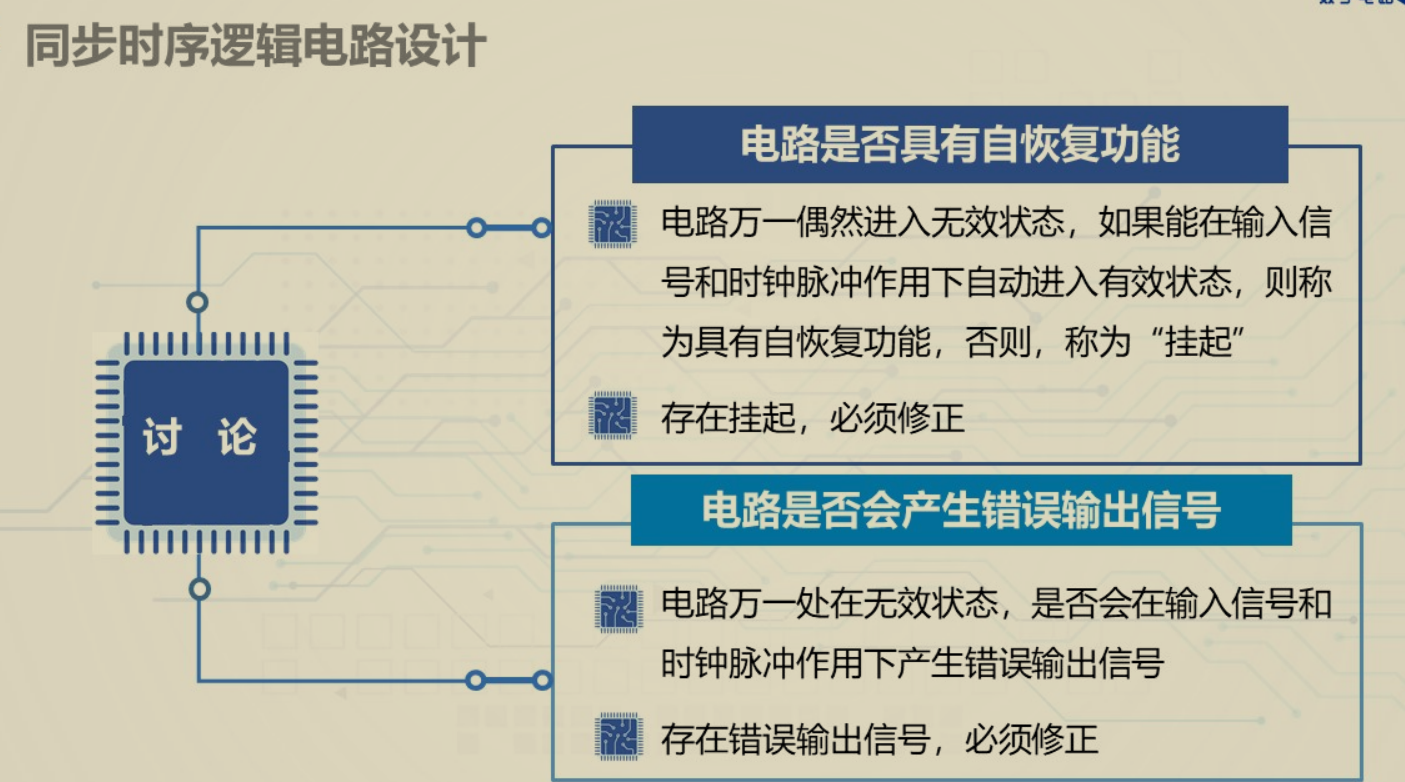 同步时序逻辑电路设计
电路是否具有自恢复功能
电路万一偶然进入无效状态，如果能在输入信
号和时钟脉冲作用下自动进入有效状态，则称
为具有自恢复功能，否则，称为“挂起”
存在挂起，必须修正
讨 论
电路是否会产生错误输出信号
电路万一处在无效状态，是否会在输入信号和
时钟脉冲作用下产生错误输出信号
存在错误输出信号，必须修正